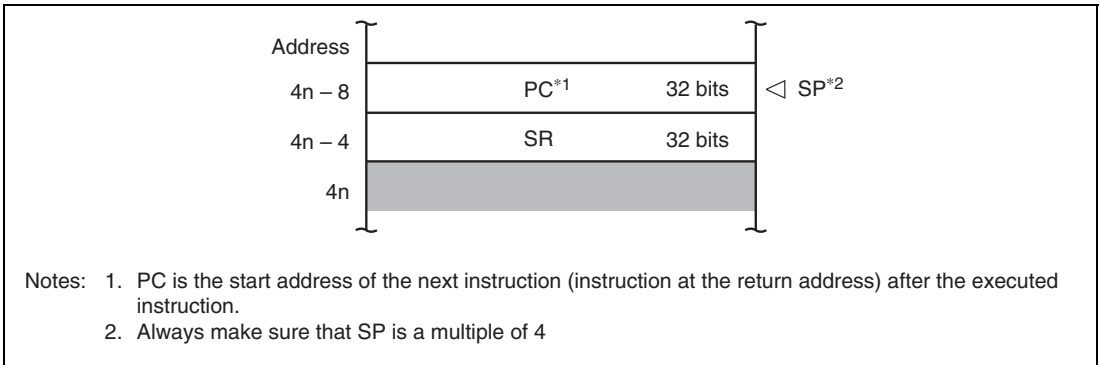 Address
4n – 8 PC*1 32 bits ◁ SP*2
4n – 4 SR 32 bits
4n
Notes: 1. PC is the start address of the next instruction (instruction at the return address) after the executed
instruction.
2. Always make sure that SP is a multiple of 4